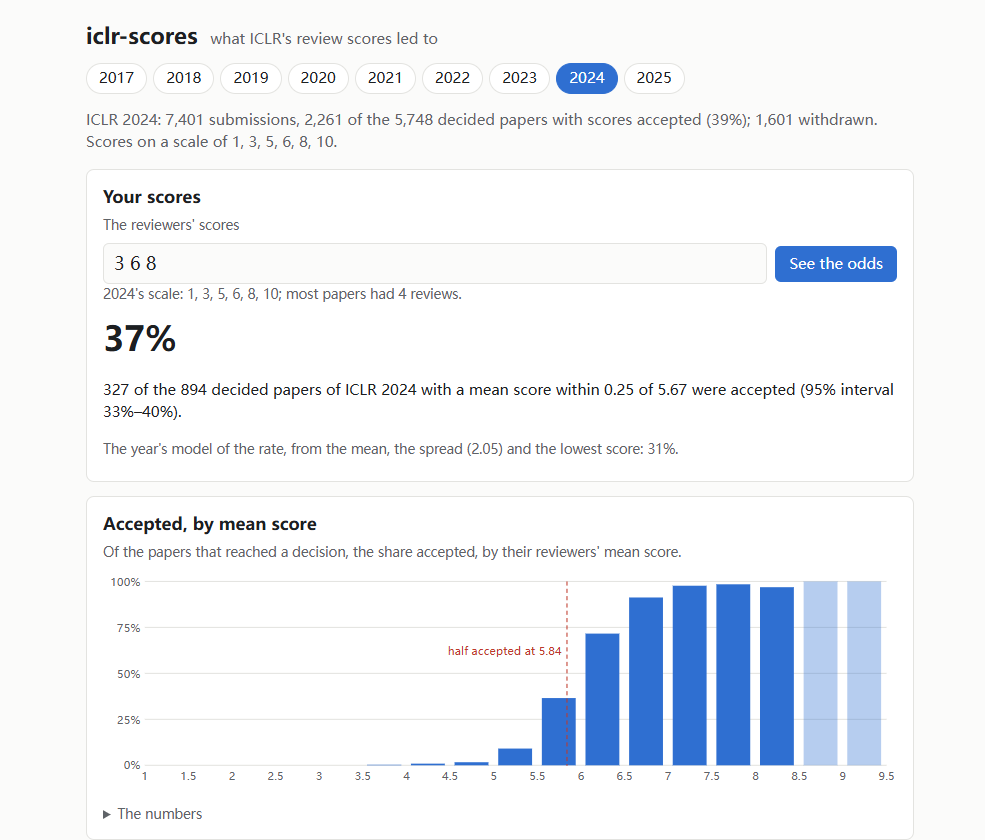 iclr-scores what ICLR's review scores led to
2017 2018 2019 2020 2021 2022 2023 2024 2025
ICLR 2024: 7,401 submissions, 2,261 of the 5,748 decided papers with scores accepted (39%); 1,601 withdrawn.
Scores on a scale of 1, 3, 5, 6, 8, 10.
Your scores
The reviewers' scores
3 6 8
See the odds
2024's scale: 1, 3, 5, 6, 8, 10; most papers had 4 reviews.
37%
327 of the 894 decided papers of ICLR 2024 with a mean score within 0.25 of 5.67 were accepted (95% interval
33%–40%).
The year's model of the rate, from the mean, the spread (2.05) and the lowest score: 31%.
Accepted, by mean score
Of the papers that reached a decision, the share accepted, by their reviewers' mean score.
100%
75%
half accepted at 5.84
50%
25%
0%
1 1.5 2 2.5 3 3.5 4 4.5 5 5.5 6 6.5 7 7.5 8 8.5 9 9.5
▶ The numbers